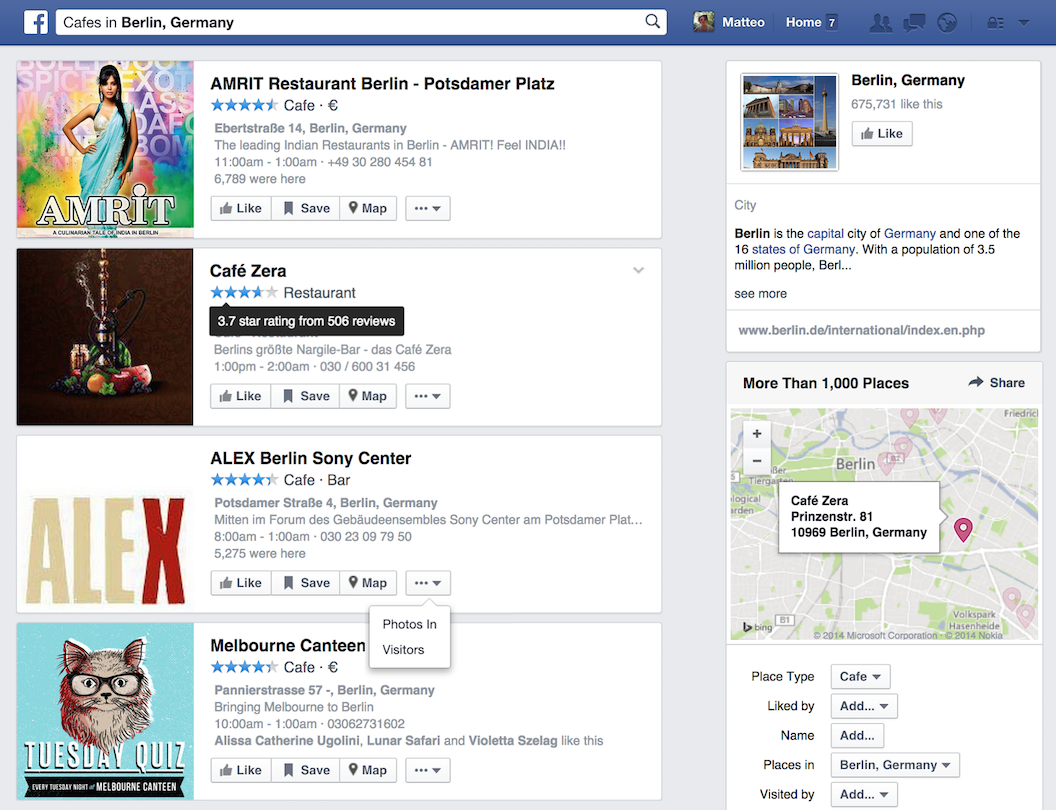 Cafes in Berlin, Germany
Matteo
Home 7
AMRIT
A CULINARIAN TALE OF INDIA IN BERLIN
AMRIT Restaurant Berlin - Potsdamer Platz
Cafe · €
Ebertstraße 14, Berlin, Germany
The leading Indian Restaurants in Berlin - AMRIT! Feel INDIA!!
11:00am - 1:00am · +49 30 280 454 81
6,789 were here
Like Save Map
Café Zera
Restaurant
3.7 star rating from 506 reviews
Berlins größte Nargile-Bar - das Café Zera
1:00pm - 2:00am · 030 / 600 31 456
Like Save Map
ALEX
ALEX Berlin Sony Center
Cafe · Bar
Potsdamer Straße 4, Berlin, Germany
Mitten im Forum des Gebäudeensembles Sony Center am Potsdamer Plat...
8:00am - 1:00am · 030 23 09 79 50
5,275 were here
Like Save Map
Photos In
Visitors
TUESDAY QUIZ
EVERY TUESDAY NIGHT at MELBOURNE CANTEEN
Melbourne Canteen
Cafe · €
Pannierstrasse 57 -, Berlin, Germany
Bringing Melbourne to Berlin
10:00am - 1:00am · 03062731602
Alissa Catherine Ugolini, Lunar Safari and Violetta Szelag like this
Like Save Map
Berlin, Germany
675,731 like this
Like
City
Berlin is the capital city of Germany and one of the
16 states of Germany. With a population of 3.5
million people, Berl...
see more
www.berlin.de/international/index.en.php
More Than 1,000 Places
Share
Friedricl
+
−
Berlin
B2
Tiergarten
Café Zera
Prinzenstr. 81
10969 Berlin, Germany
Volkspark
Hasenheide
bing
B1
© 2014 Microsoft Corporation · © 2014 Nokia
Place Type Cafe
Liked by Add...
Name Add...
Places in Berlin, Germany
Visited by Add...